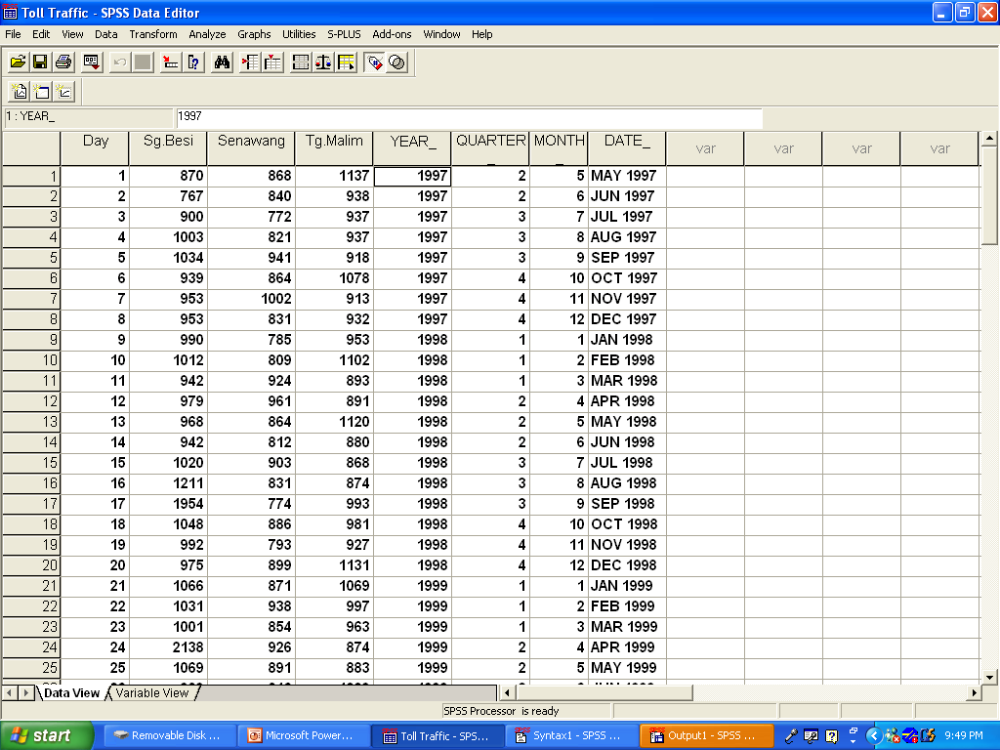 Toll Traffic - SPSS Data Editor
File Edit View Data Transform Analyze Graphs Utilities S-PLUS Add-ons Window Help
1 : YEAR_ 1997
Day Sg.Besi Senawang Tg.Malim YEAR_ QUARTER_ MONTH_ DATE_ var var var var
1 1 870 868 1137 1997 2 5 MAY 1997
2 2 767 840 938 1997 2 6 JUN 1997
3 3 900 772 937 1997 3 7 JUL 1997
4 4 1003 821 937 1997 3 8 AUG 1997
5 5 1034 941 918 1997 3 9 SEP 1997
6 6 939 864 1078 1997 4 10 OCT 1997
7 7 953 1002 913 1997 4 11 NOV 1997
8 8 953 831 932 1997 4 12 DEC 1997
9 9 990 785 953 1998 1 1 JAN 1998
10 10 1012 809 1102 1998 1 2 FEB 1998
11 11 942 924 893 1998 1 3 MAR 1998
12 12 979 961 891 1998 2 4 APR 1998
13 13 968 864 1120 1998 2 5 MAY 1998
14 14 942 812 880 1998 2 6 JUN 1998
15 15 1020 903 868 1998 3 7 JUL 1998
16 16 1211 831 874 1998 3 8 AUG 1998
17 17 1954 774 993 1998 3 9 SEP 1998
18 18 1048 886 981 1998 4 10 OCT 1998
19 19 992 793 927 1998 4 11 NOV 1998
20 20 975 899 1131 1998 4 12 DEC 1998
21 21 1066 871 1069 1999 1 1 JAN 1999
22 22 1031 938 997 1999 1 2 FEB 1999
23 23 1001 854 963 1999 1 3 MAR 1999
24 24 2138 926 874 1999 2 4 APR 1999
25 25 1069 891 883 1999 2 5 MAY 1999
Data View Variable View
SPSS Processor is ready
start Removable Disk ... Microsoft Power... Toll Traffic - SPS... Syntax1 - SPSS ... Output1 - SPSS ... 9:49 PM